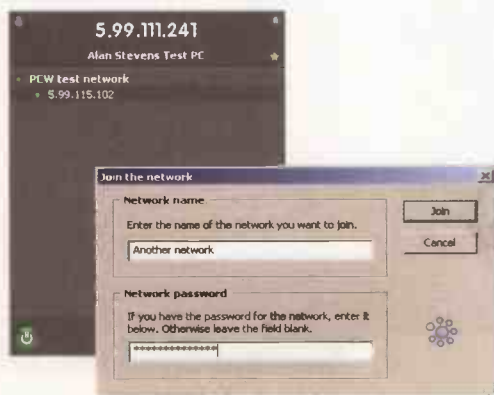 5.99.111.241
Alan Stevens Test PC
PCW test network
5.99.115.102
Join the network
Network name
Enter the name of the network you want to join.
Another network
Join
Cancel
Network password
If you have the password for the network, enter it
below. Otherwise leave the field blank.
**************